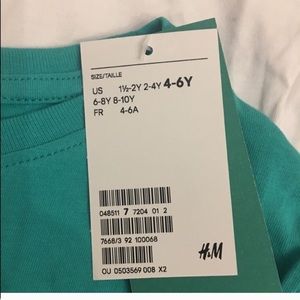 SIZE/TAILLE
US 1½-2Y 2-4Y 4-6Y
6-8Y 8-10Y
FR 4-6A
048511 7 7204 01 2
7668/3 92 100068
H&M
OU 0503569 008 X2